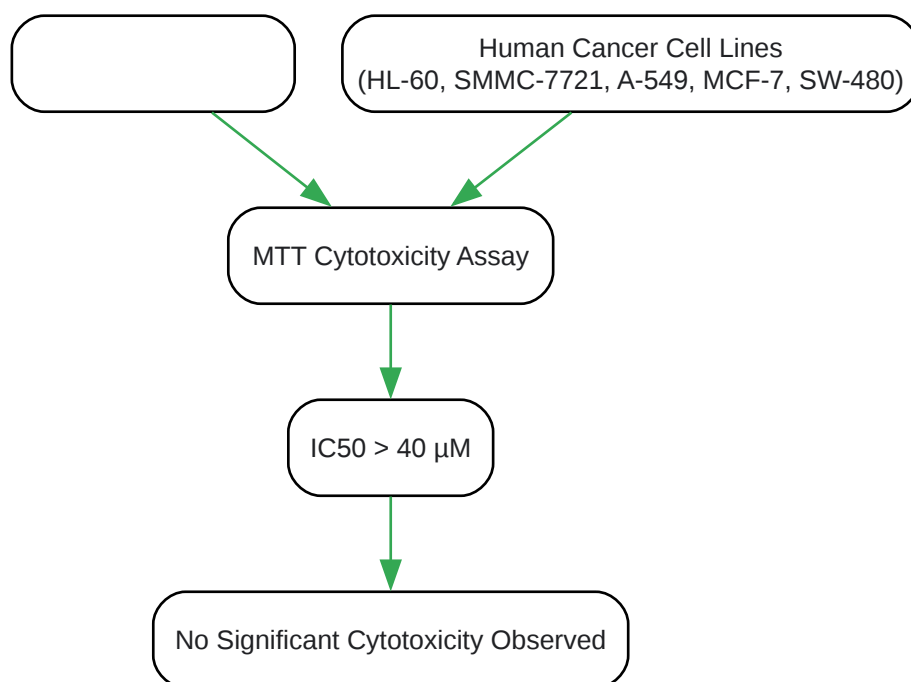 Human Cancer Cell Lines
(HL-60, SMMC-7721, A-549, MCF-7, SW-480)
MTT Cytotoxicity Assay
IC50 > 40 µM
No Significant Cytotoxicity Observed